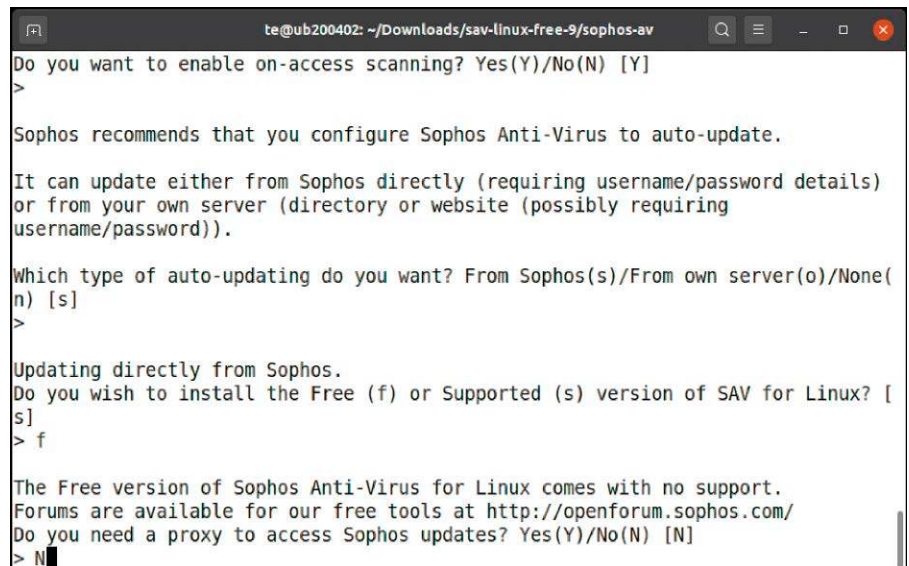 te@ub200402: ~/Downloads/sav-linux-free-9/sophos-av
Do you want to enable on-access scanning? Yes(Y)/No(N) [Y]
>
Sophos recommends that you configure Sophos Anti-Virus to auto-update.
It can update either from Sophos directly (requiring username/password details)
or from your own server (directory or website (possibly requiring
username/password)).
Which type of auto-updating do you want? From Sophos(s)/From own server(o)/None(
n) [s]
>
Updating directly from Sophos.
Do you wish to install the Free (f) or Supported (s) version of SAV for Linux? [
s]
> f
The Free version of Sophos Anti-Virus for Linux comes with no support.
Forums are available for our free tools at http://openforum.sophos.com/
Do you need a proxy to access Sophos updates? Yes(Y)/No(N) [N]
> N